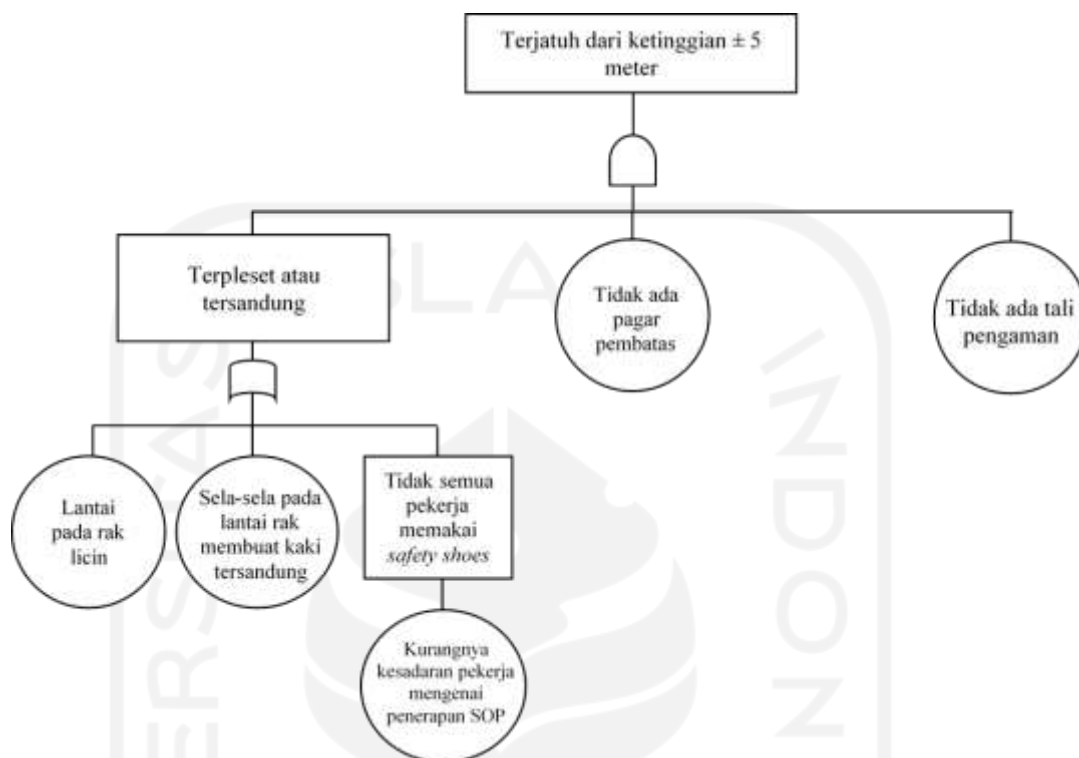 Terjatuh dari ketinggian ± 5
meter
Terpleset atau
tersandung
Tidak ada
pagar
pembatas
Tidak ada tali
pengaman
Lantai
pada rak
licin
Sela-sela pada
lantai rak
membuat kaki
tersandung
Tidak semua
pekerja
memakai
safety shoes
Kurangnya
kesadaran pekerja
mengenai
penerapan SOP